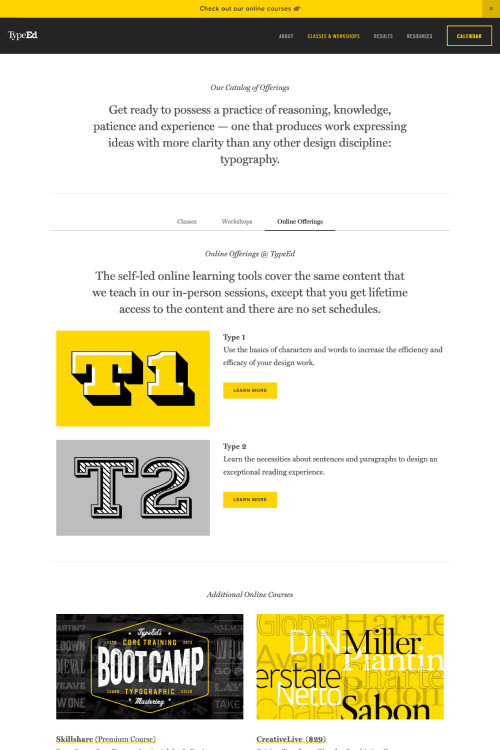 Check out our online courses
x
TypeEd
ABOUT
CLASSES & WORKSHOPS
RESULTS
RESOURCES
CALENDAR
Our Catalog of Offerings
Get ready to possess a practice of reasoning, knowledge,
patience and experience — one that produces work expressing
ideas with more clarity than any other design discipline:
typography.
Classes
Workshops
Online Offerings
Online Offerings @ TypeEd
The self-led online learning tools cover the same content that
we teach in our in-person sessions, except that you get lifetime
access to the content and there are no set schedules.
T1
Type 1
Use the basics of characters and words to increase the efficiency and
efficacy of your design work.
LEARN MORE
T2
Type 2
Learn the necessities about sentences and paragraphs to design an
exceptional reading experience.
LEARN MORE
Additional Online Courses
TypeEd's
CORE TRAINING
BOOT CAMP
LEARN TYPOGRAPHIC
Mastering
DIN Miller
Plantin
erstate
Netto
Sabon
Skillshare (Premium Course)
CreativeLive ($29)